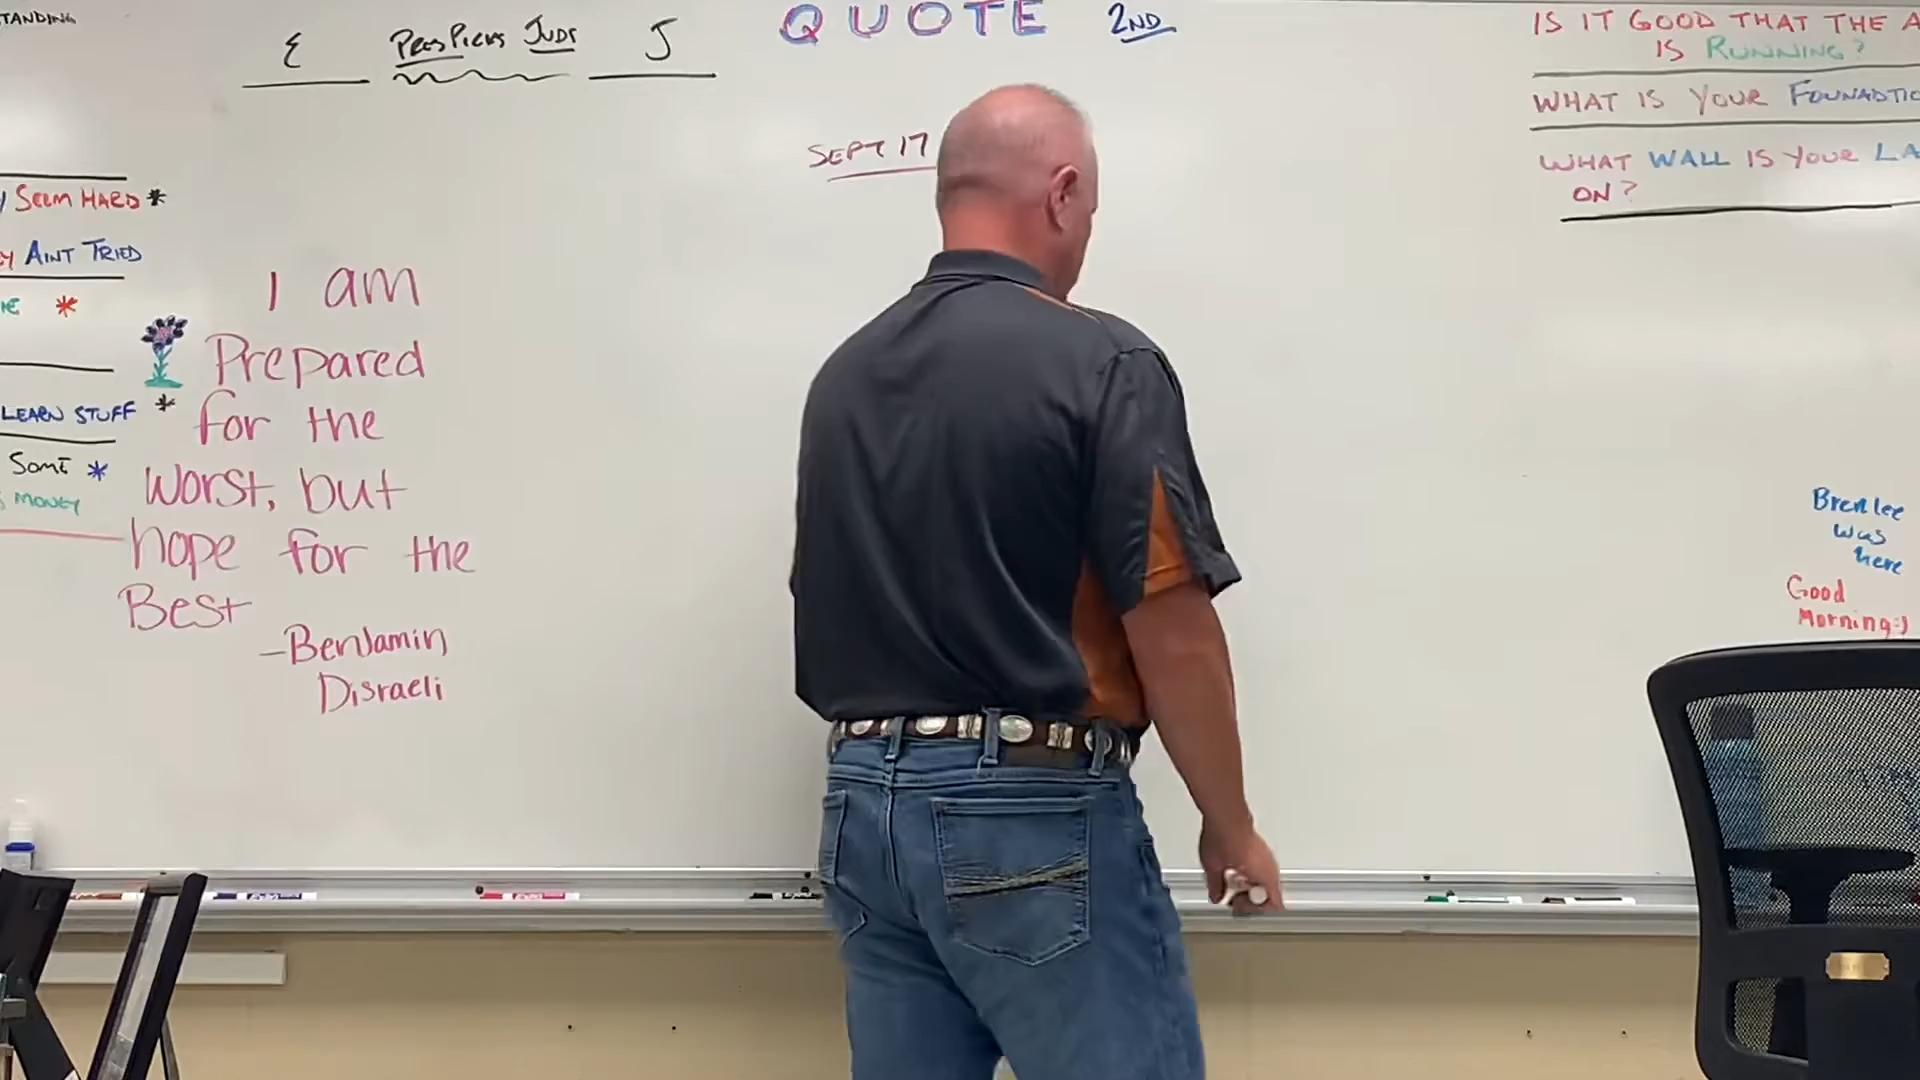 TANDING
SEEM HARD *
AINT TRIED
*
LEARN STUFF *
SOME *
MONEY
Ɛ PRES PICKS JUDS J
QUOTE 2ND
SEPT 17
I am
Prepared
for the
worst, but
hope for the
Best
-Benjamin
Disraeli
IS IT GOOD THAT THE A
IS RUNNING?
WHAT IS YOUR FOUNADTIO
WHAT WALL IS YOUR LA
ON?
Brenlee
was
here
Good
Morning:)